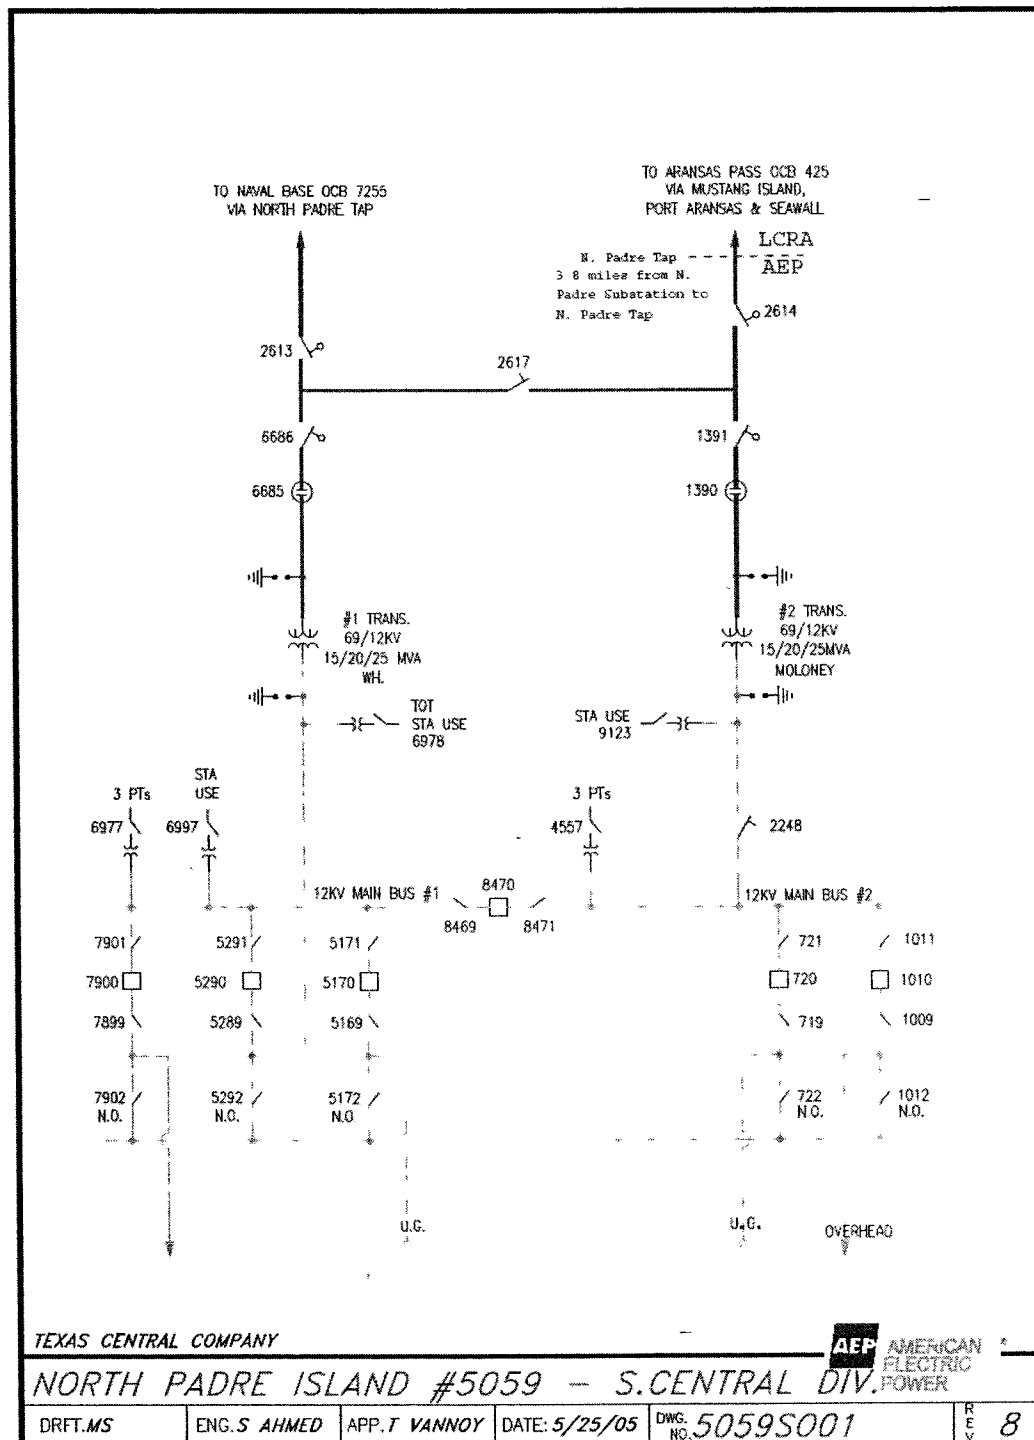 TO NAVAL BASE OCB 7255
VIA NORTH PADRE TAP
TO ARANSAS PASS OCB 425
VIA MUSTANG ISLAND,
PORT ARANSAS & SEAWALL
LCRA
AEP
N. Padre Tap
3 8 miles from N.
Padre Substation to
N. Padre Tap
2614
2613
2617
6686
1391
6685
1390
#1 TRANS.
69/12KV
15/20/25 MVA
WH.
#2 TRANS.
69/12KV
15/20/25MVA
MOLONEY
TOT
STA USE
6978
STA USE
9123
3 PTs
6977
STA
USE
6997
3 PTs
4557
2248
12KV MAIN BUS #1
8470
8469
8471
12KV MAIN BUS #2
7901
5291
5171
721
1011
7900
5290
5170
720
1010
7899
5289
5169
719
1009
7902
N.O.
5292
N.O.
5172
N.O
722
N.O.
1012
N.O.
U.G.
U.G.
OVERHEAD
TEXAS CENTRAL COMPANY
AEP AMERICAN
ELECTRIC
POWER
NORTH PADRE ISLAND #5059 - S.CENTRAL DIV.
DRFT.MS
ENG.S AHMED
APP.T VANNOY
DATE: 5/25/05
DWG.
NO. 5059S001
REV 8